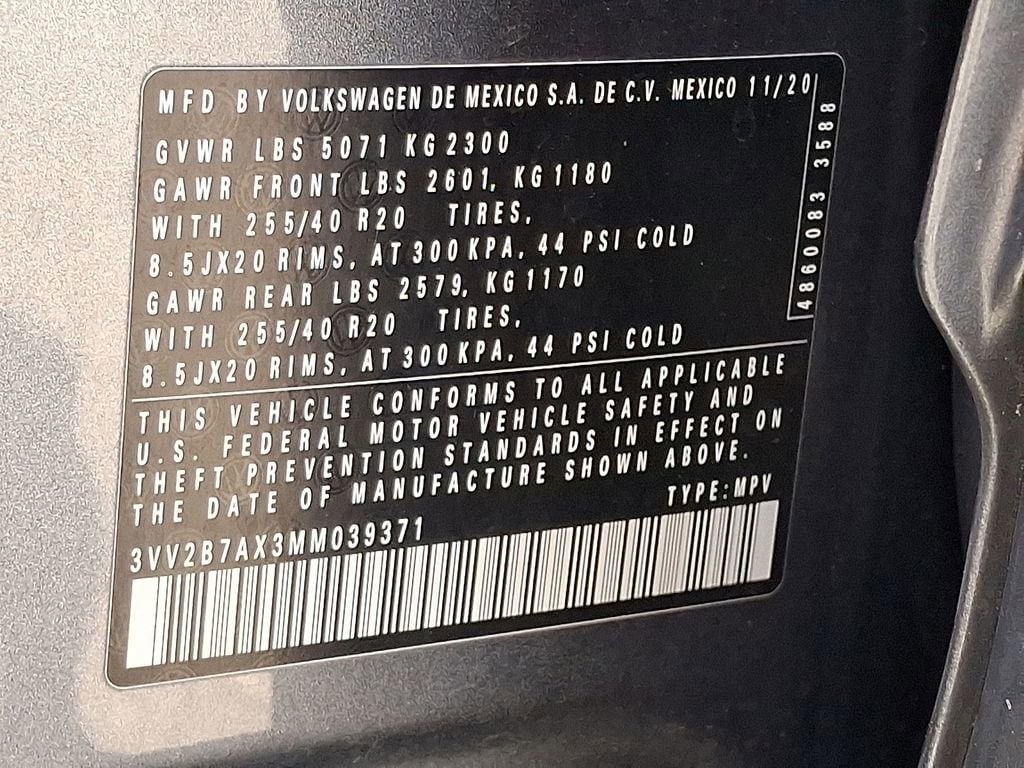 MFD BY VOLKSWAGEN DE MEXICO S.A. DE C.V. MEXICO 11/20
GVWR LBS 5071 KG 2300
GAWR FRONT LBS 2601, KG 1180
WITH 255/40 R20 TIRES,
8.5JX20 RIMS, AT 300 KPA, 44 PSI COLD
GAWR REAR LBS 2579, KG 1170
WITH 255/40 R20 TIRES,
8.5JX20 RIMS, AT 300 KPA, 44 PSI COLD
4860083 3588
THIS VEHICLE CONFORMS TO ALL APPLICABLE
U.S. FEDERAL MOTOR VEHICLE SAFETY AND
THEFT PREVENTION STANDARDS IN EFFECT ON
THE DATE OF MANUFACTURE SHOWN ABOVE.
3VV2B7AX3MM039371 TYPE:MPV